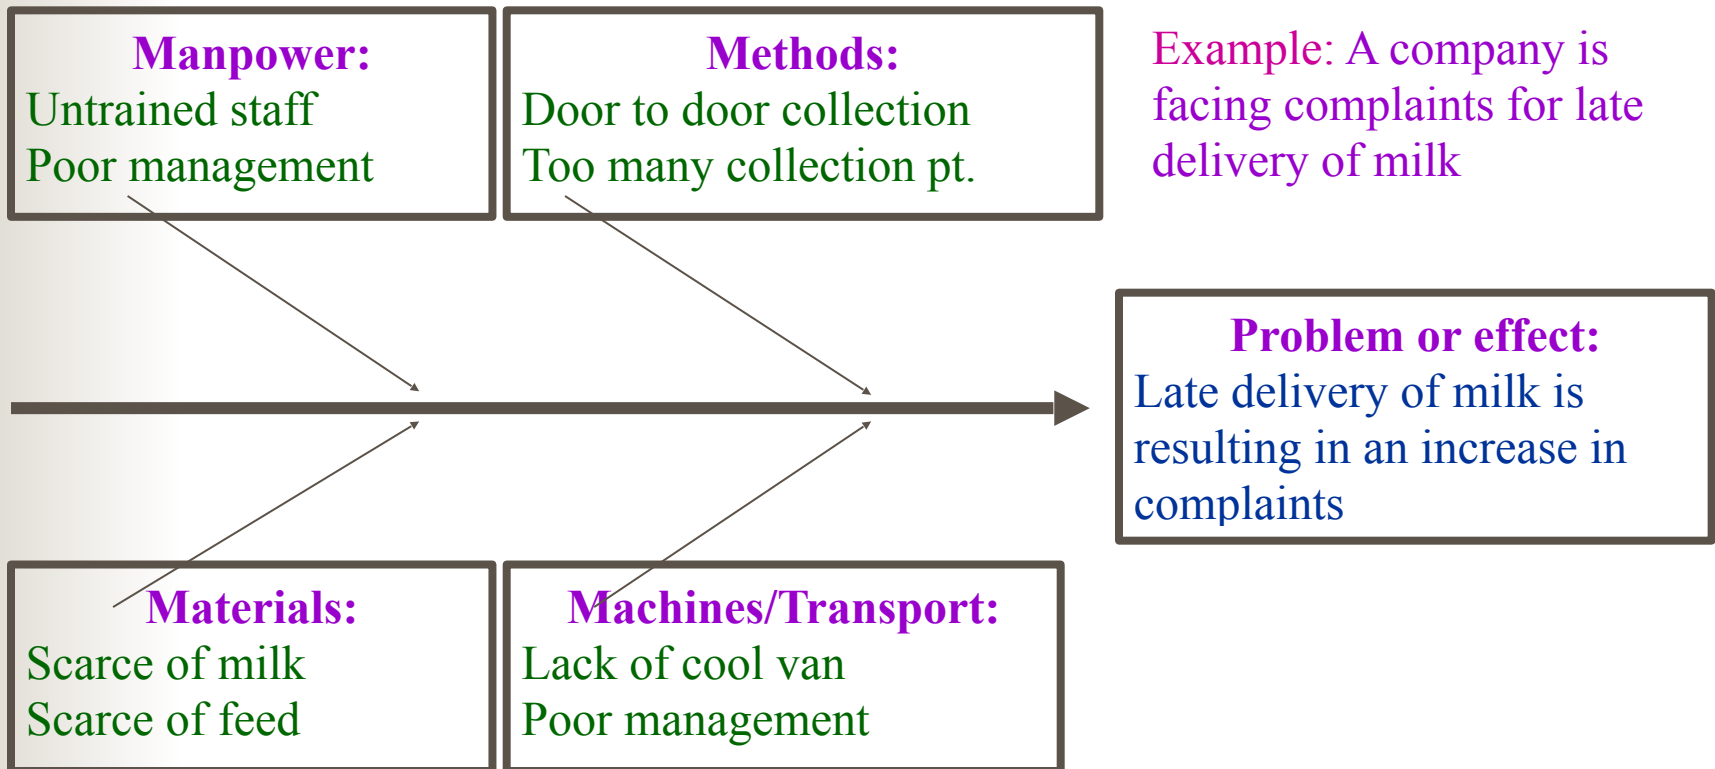 Manpower:
Untrained staff
Poor management
Methods:
Door to door collection
Too many collection pt.
Example: A company is
facing complaints for late
delivery of milk
Problem or effect:
Late delivery of milk is
resulting in an increase in
complaints
Materials:
Scarce of milk
Scarce of feed
Machines/Transport:
Lack of cool van
Poor management